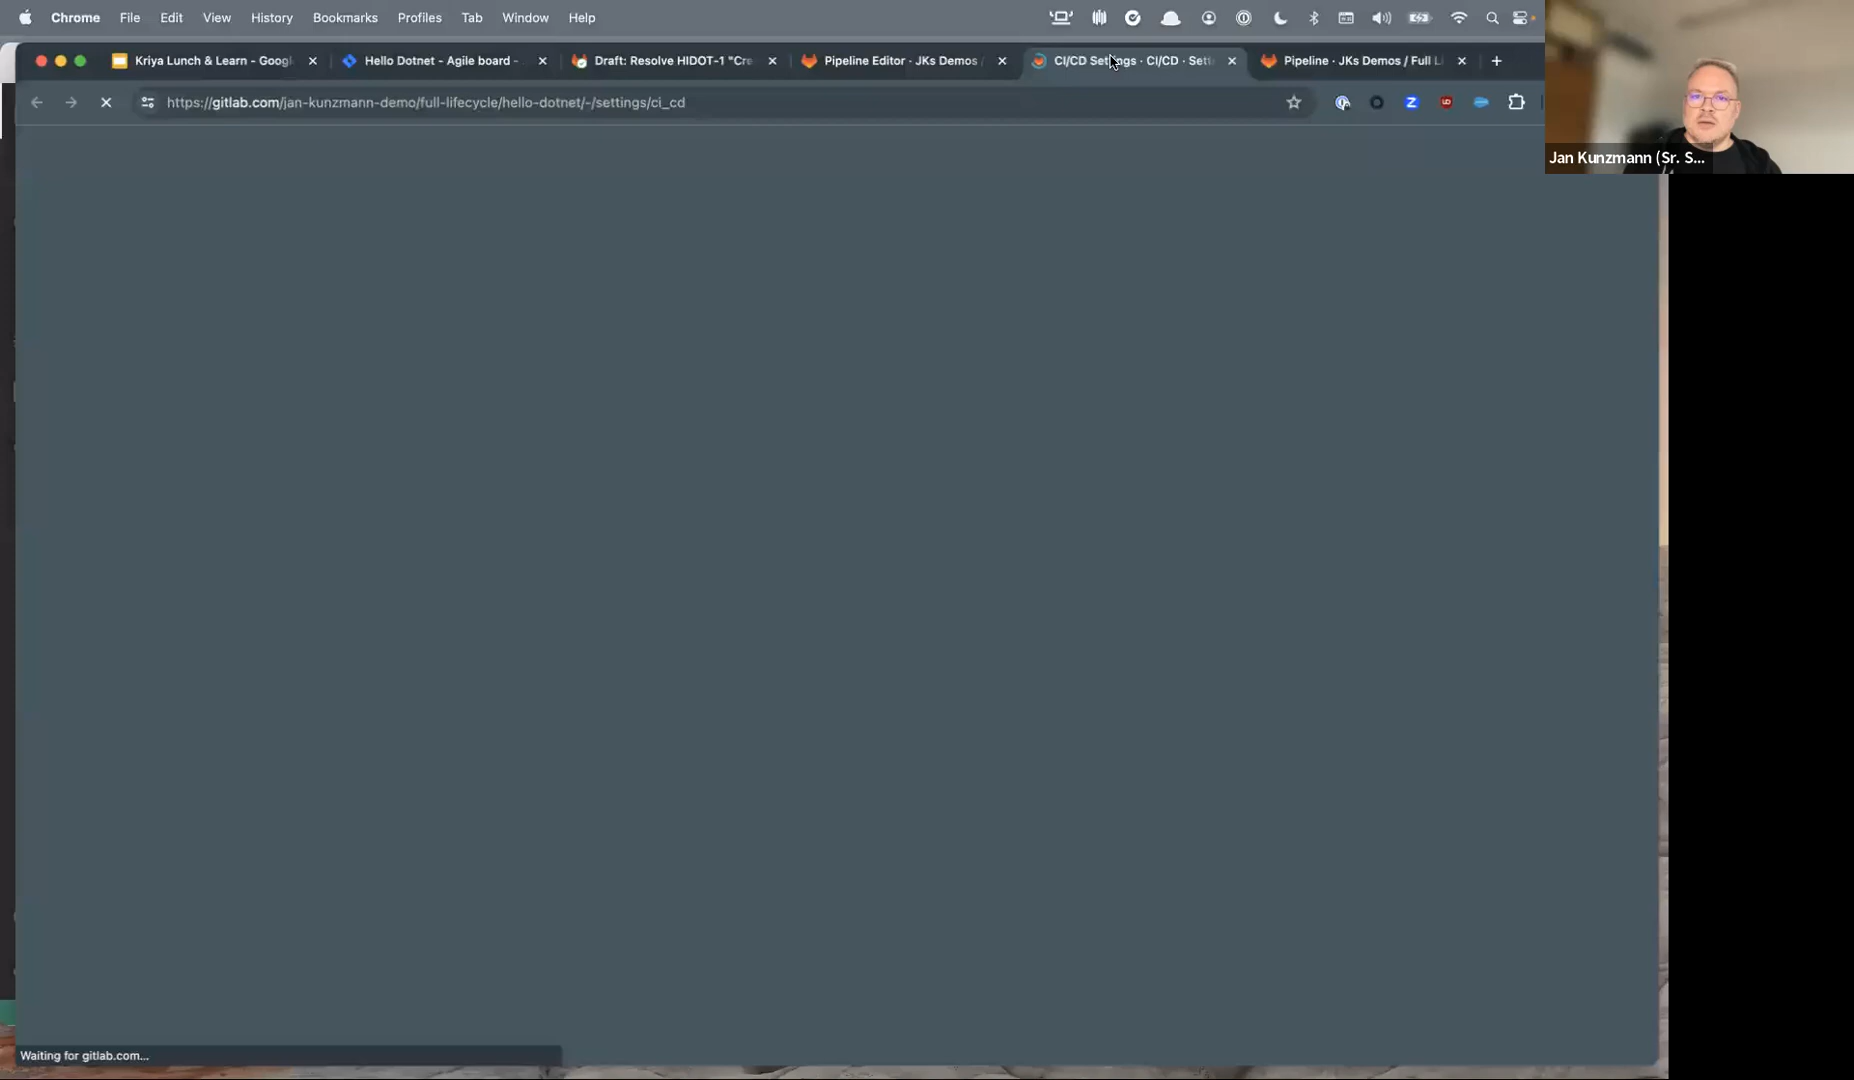 Chrome File Edit View History Bookmarks Profiles Tab Window Help
Kriya Lunch & Learn - Googl
Hello Dotnet - Agile board -
Draft: Resolve HIDOT-1 "Cre
Pipeline Editor · JKs Demos
CI/CD Settings · CI/CD · Sett
Pipeline · JKs Demos / Full Li
https://gitlab.com/jan-kunzmann-demo/full-lifecycle/hello-dotnet/-/settings/ci_cd
Jan Kunzmann (Sr. S...
Waiting for gitlab.com...